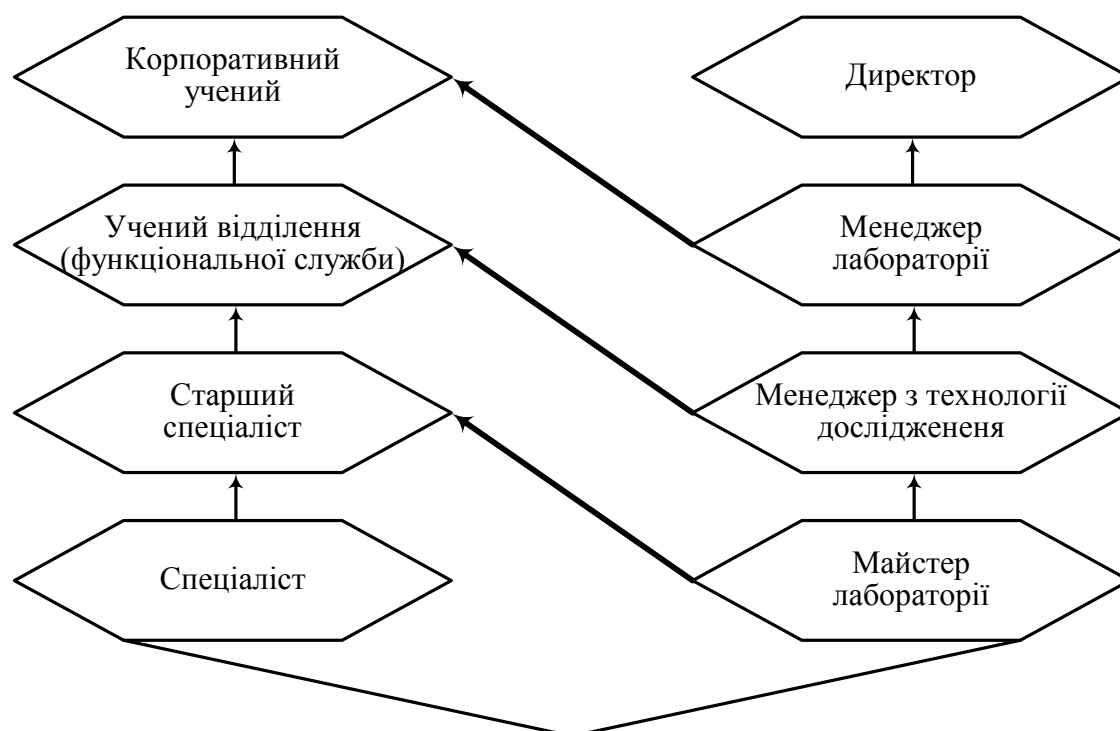 Корпоративний
учений
Директор
Учений відділення
(функціональної служби)
Менеджер
лабораторії
Старший
спеціаліст
Менеджер з технології
досліджененя
Спеціаліст
Майстер
лабораторії